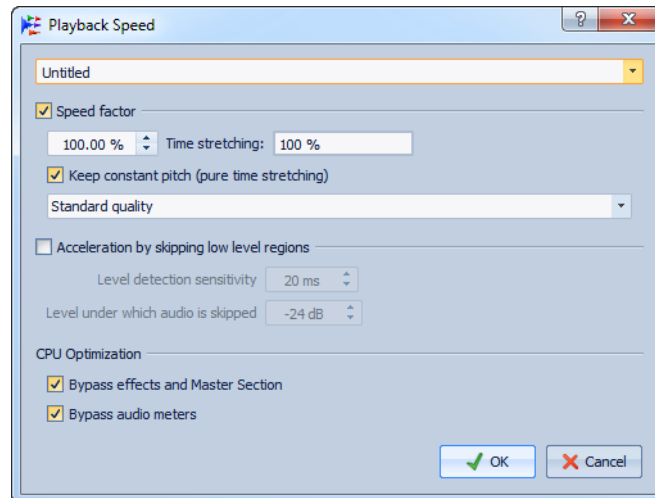 Playback Speed
Untitled
Speed factor
100.00 % Time stretching: 100 %
Keep constant pitch (pure time stretching)
Standard quality
Acceleration by skipping low level regions
Level detection sensitivity 20 ms
Level under which audio is skipped -24 dB
CPU Optimization
Bypass effects and Master Section
Bypass audio meters
OK Cancel